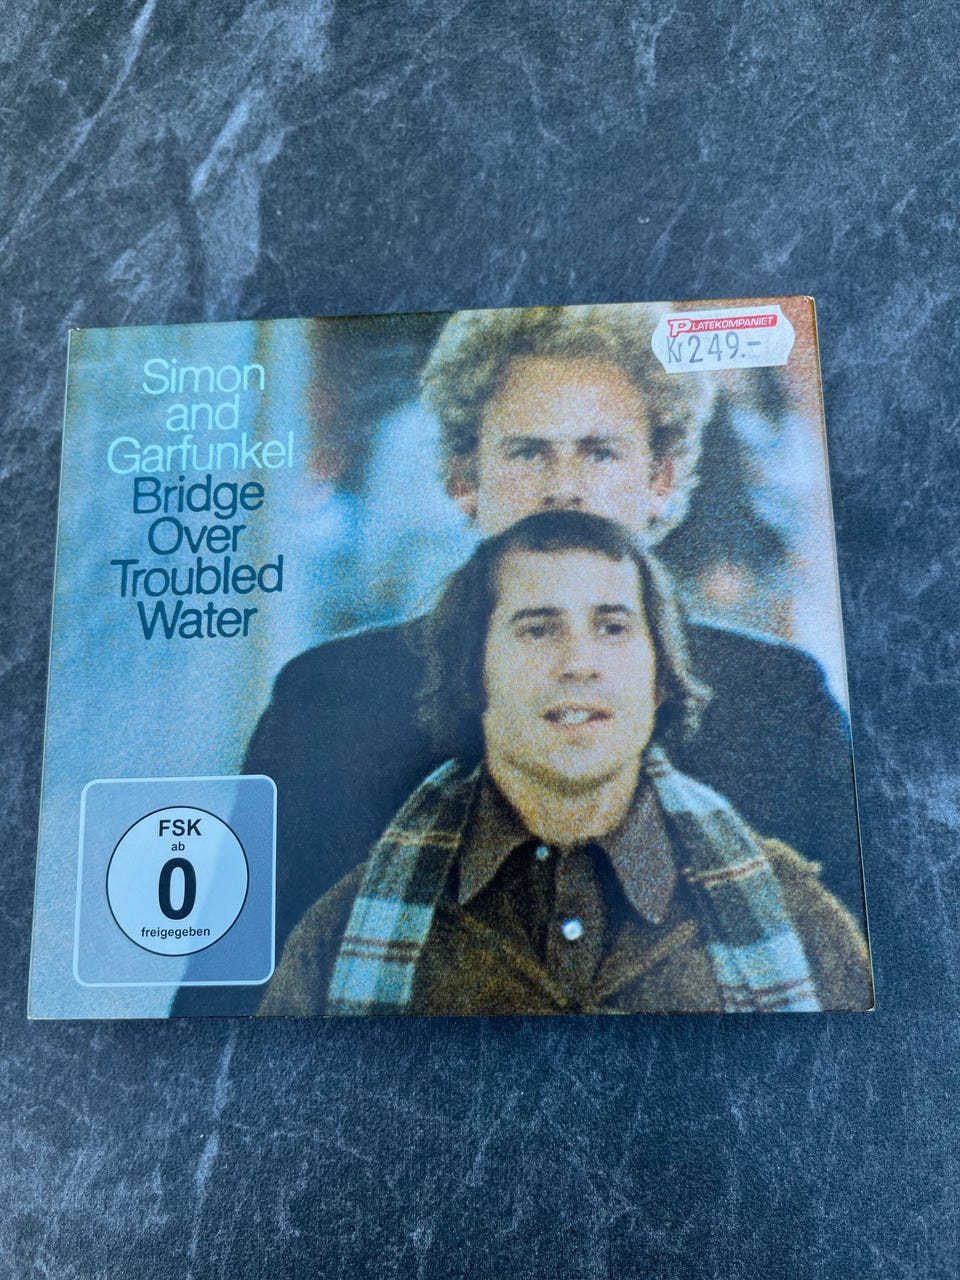 Simon
and
Garfunkel
Bridge
Over
Troubled
Water
PLATEKOMPANIET
Kr 249.-
FSK
ab
0
freigegeben